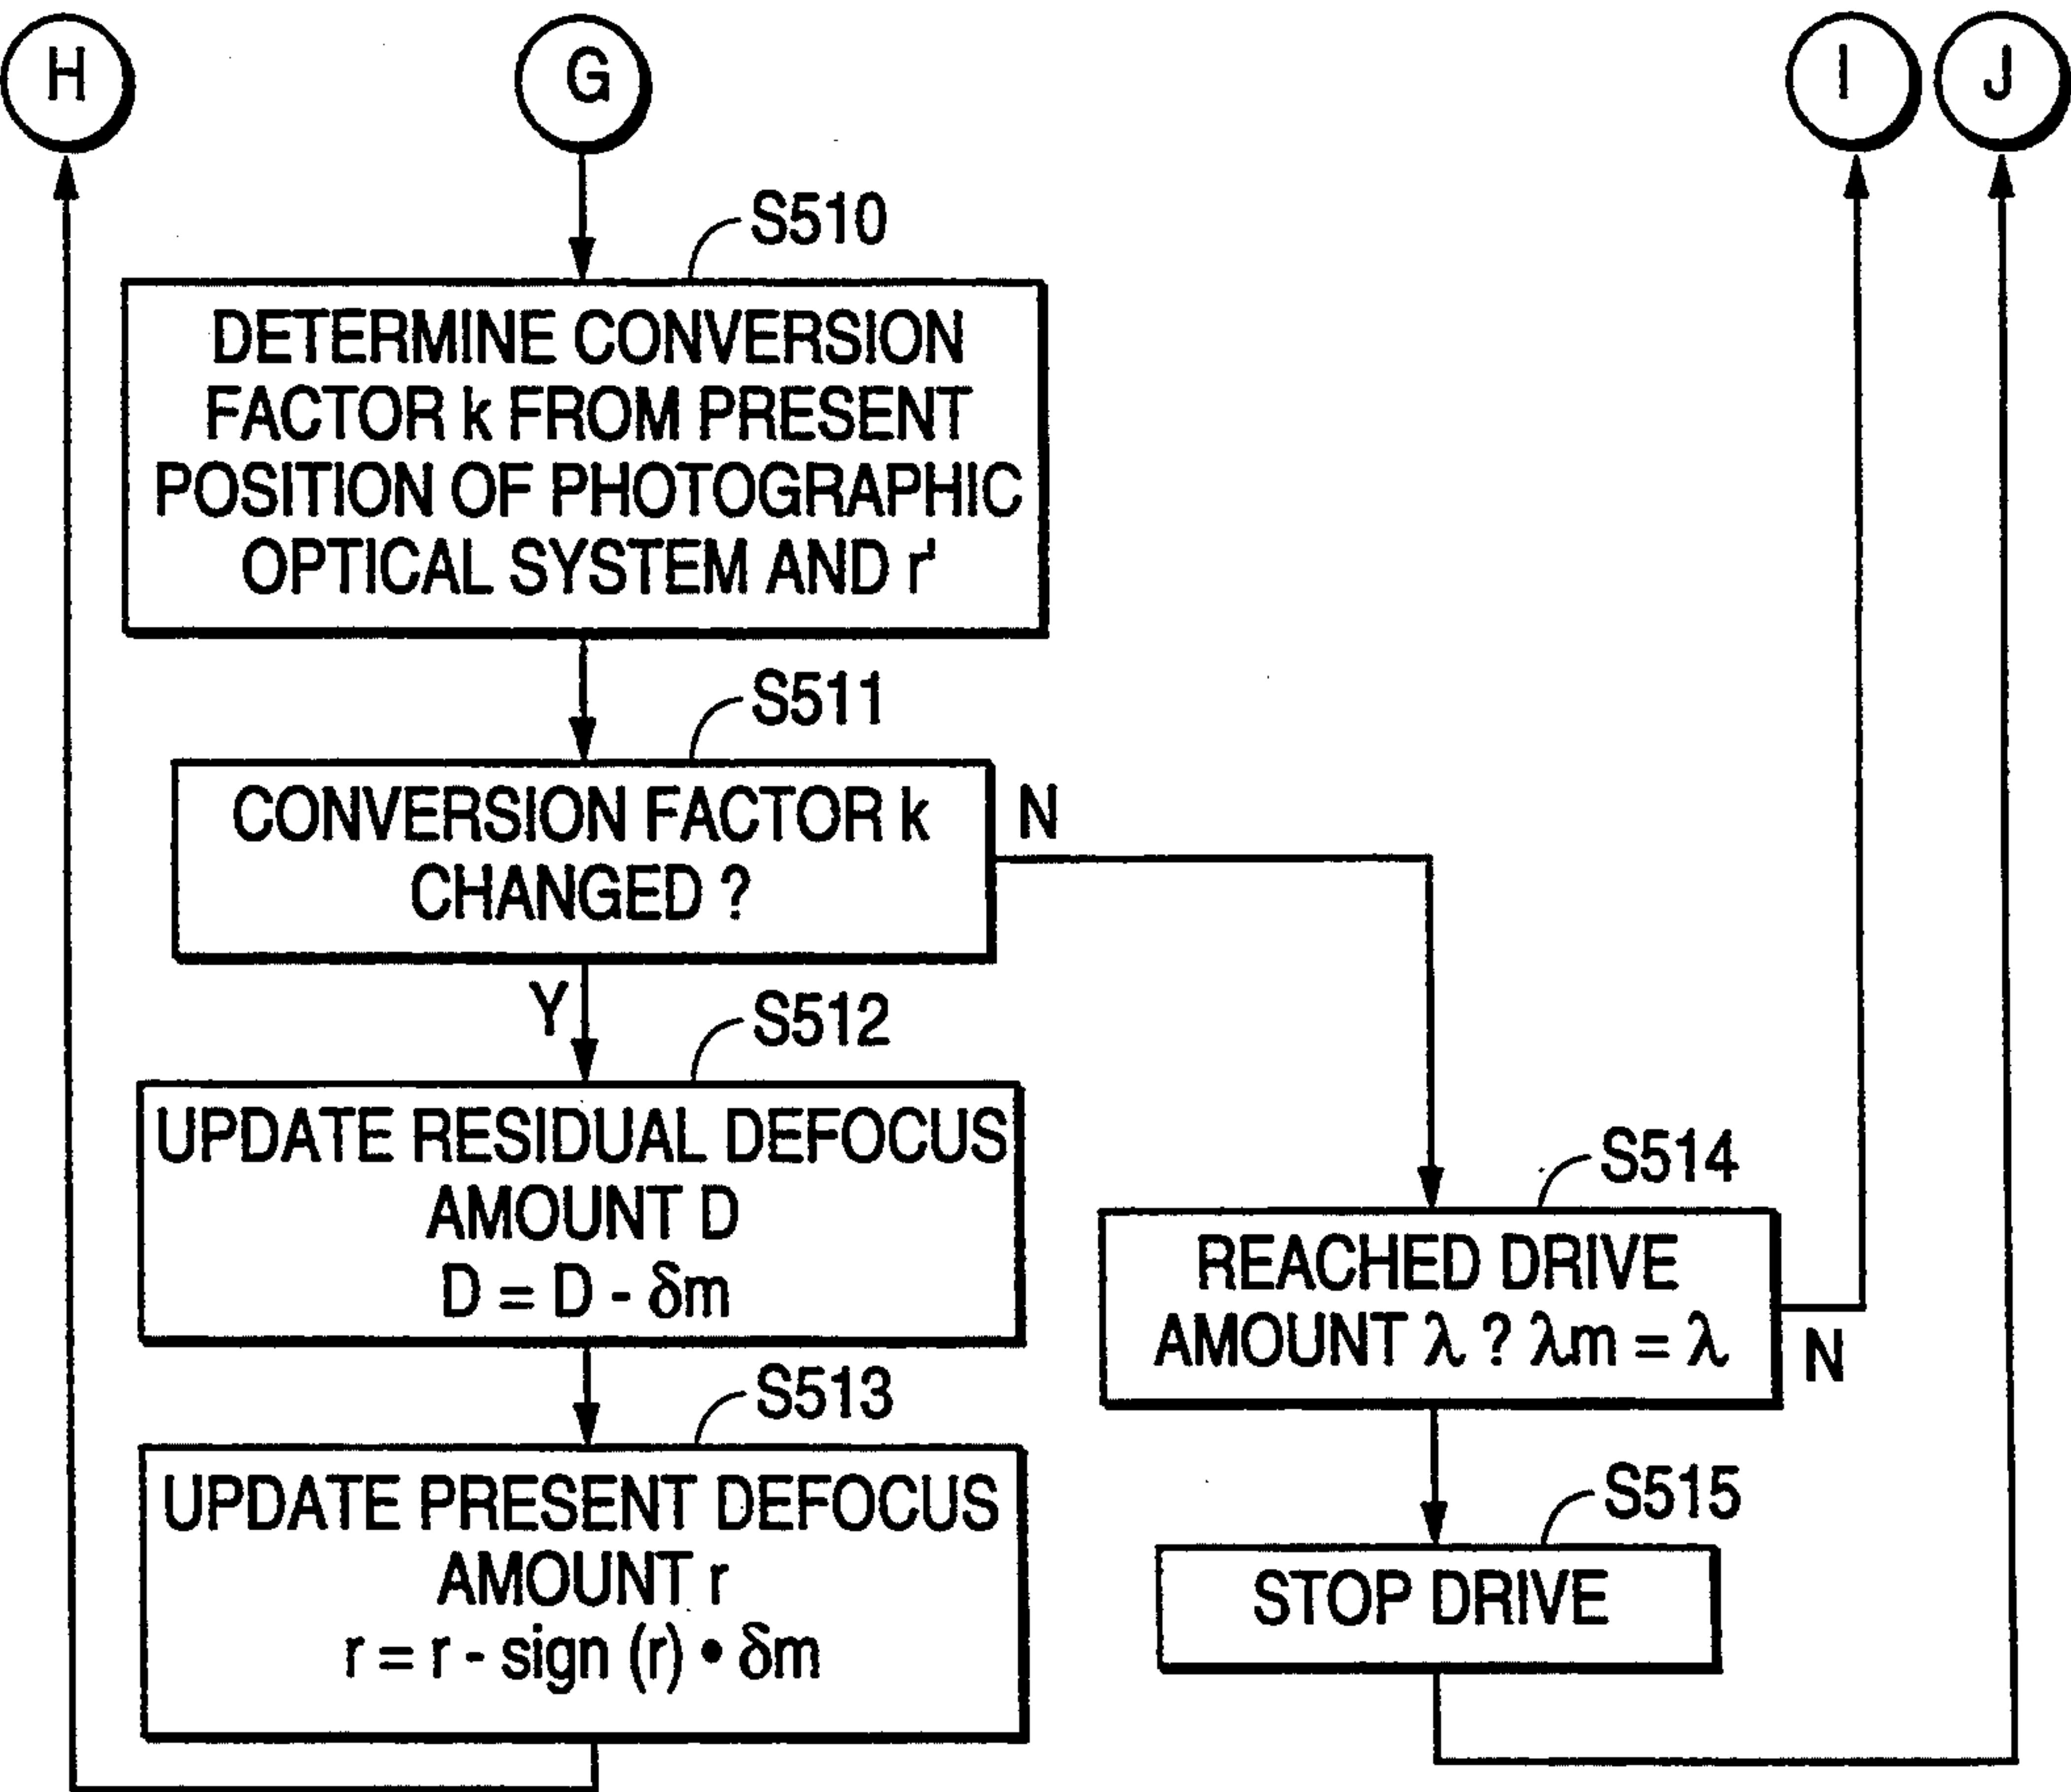 H
G
I
J
S510
DETERMINE CONVERSION
FACTOR k FROM PRESENT
POSITION OF PHOTOGRAPHIC
OPTICAL SYSTEM AND r'
S511
CONVERSION FACTOR k
CHANGED ?
N
Y
S512
UPDATE RESIDUAL DEFOCUS
AMOUNT D
D = D - δm
S513
UPDATE PRESENT DEFOCUS
AMOUNT r
r = r - sign (r) • δm
S514
REACHED DRIVE
AMOUNT λ ? λm = λ
N
S515
STOP DRIVE